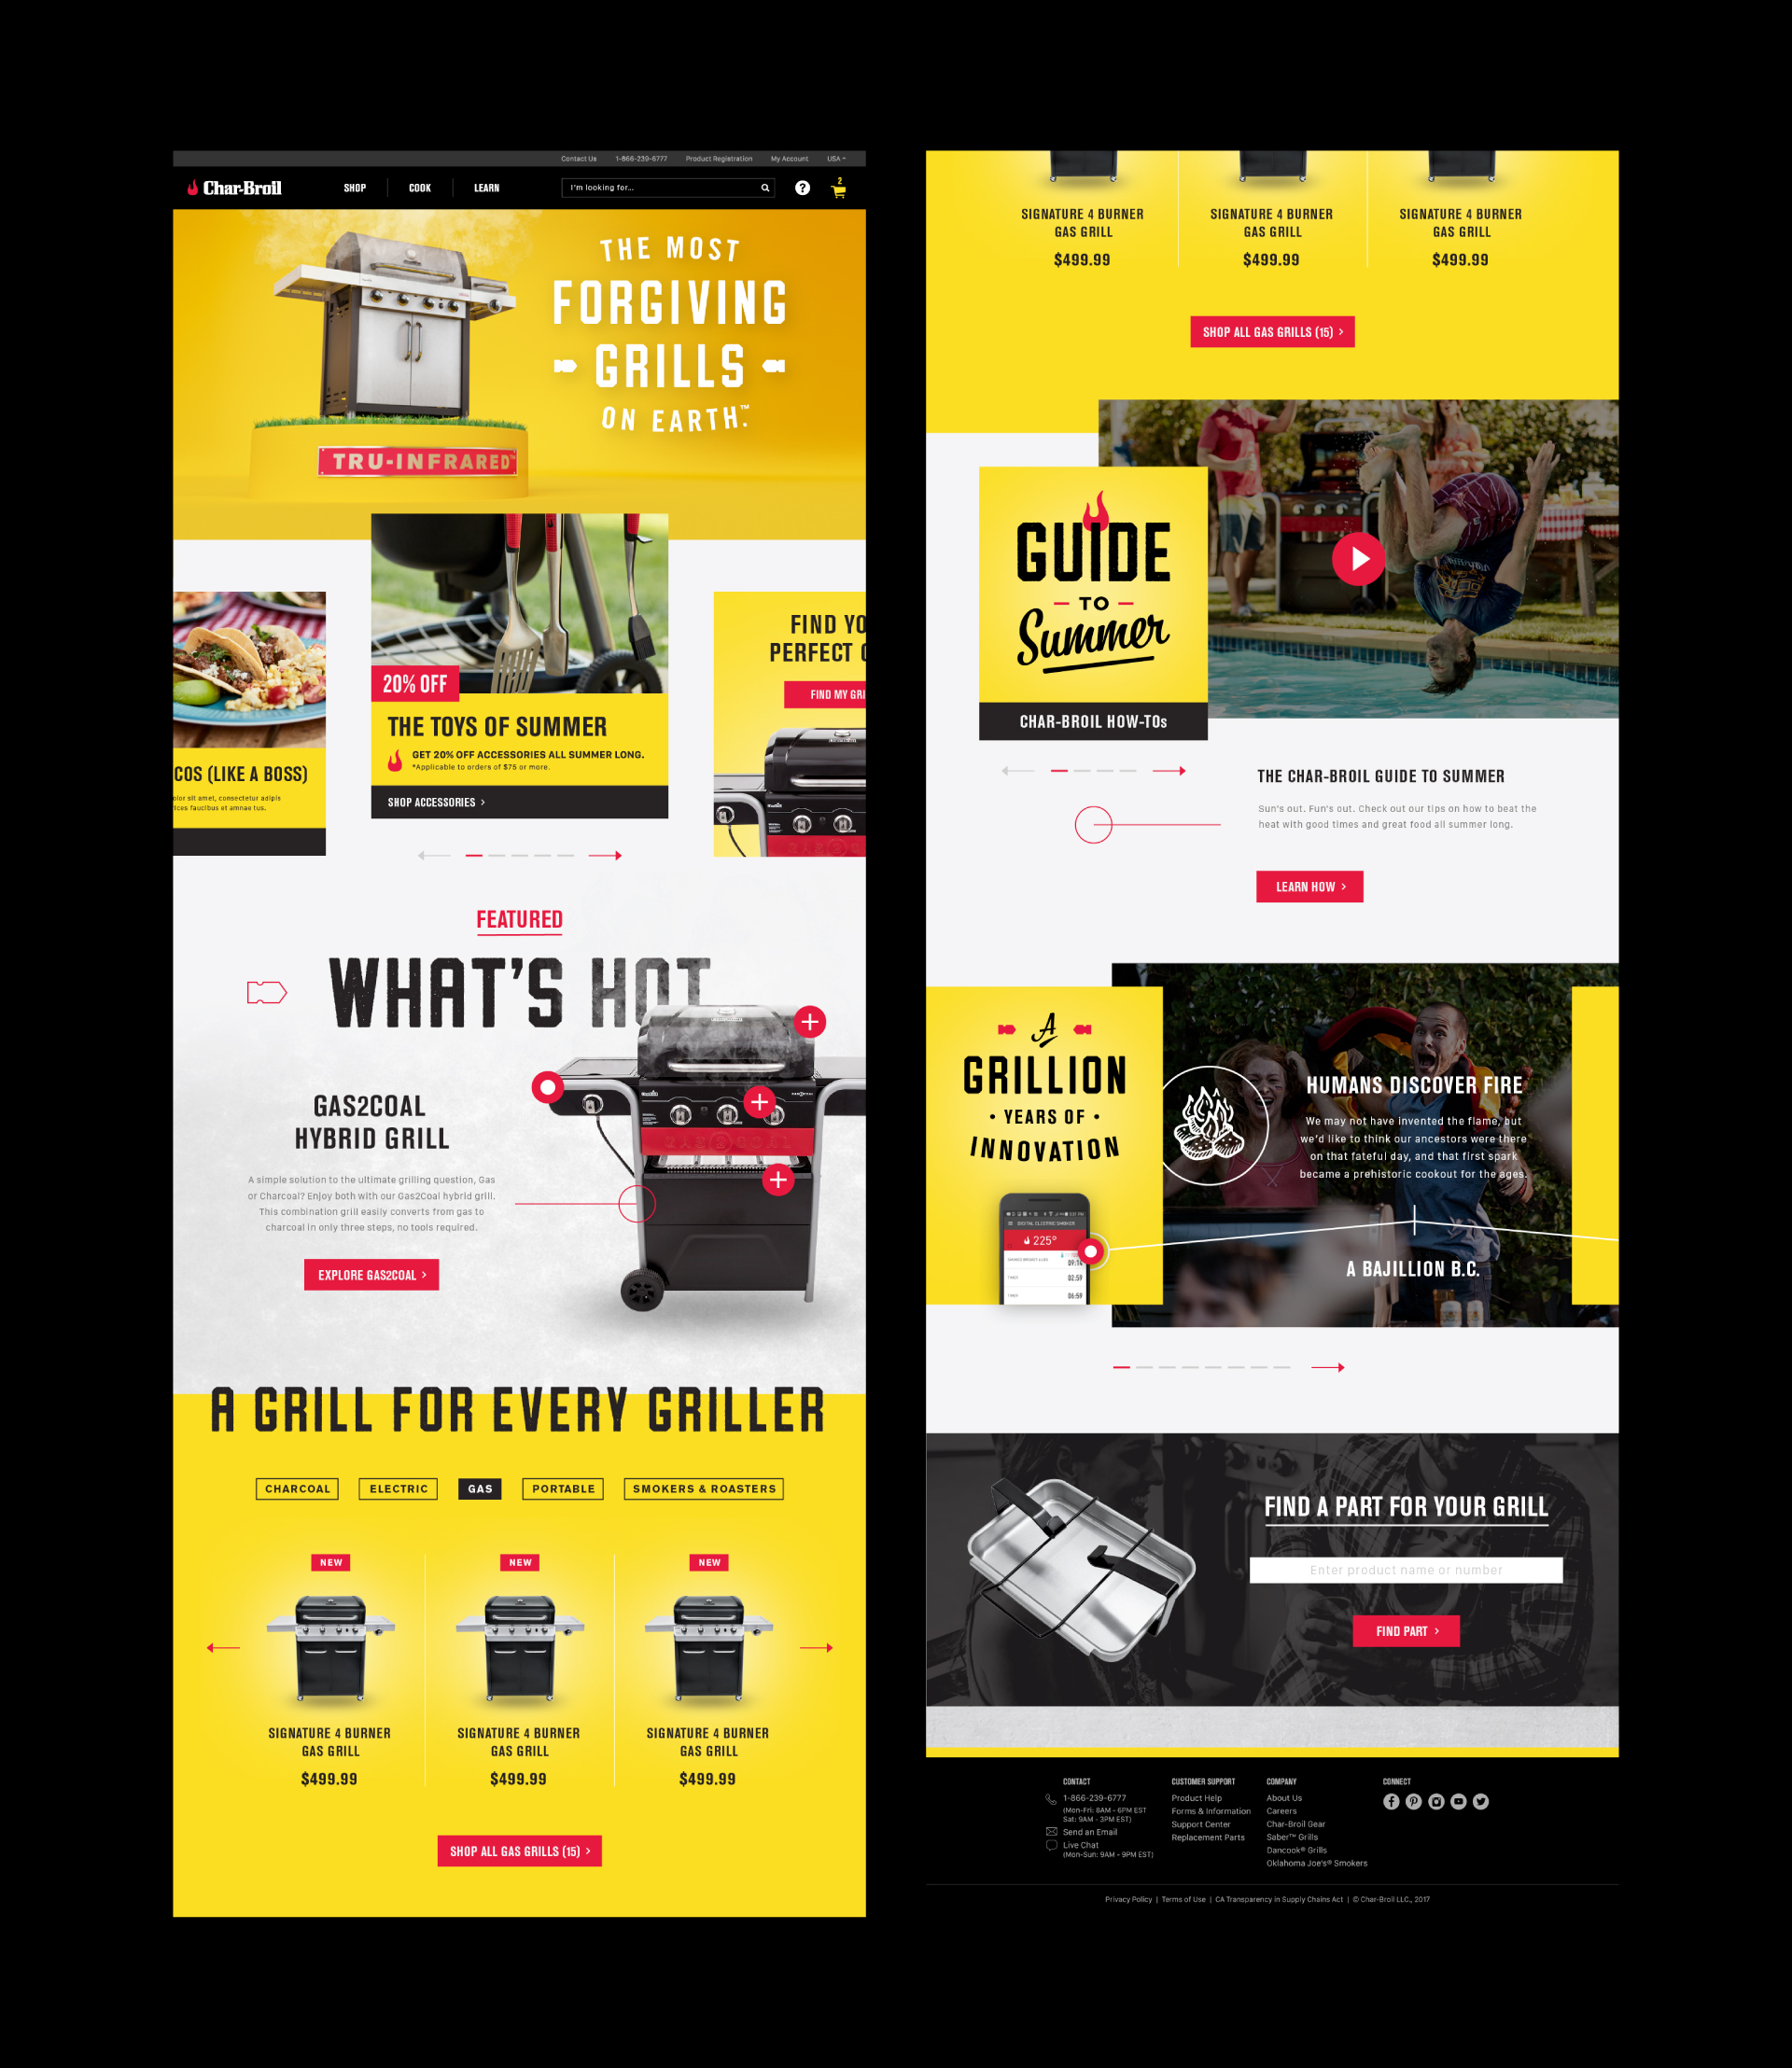 Contact Us 1-866-239-6777 Product Registration My Account USA
Char-Broil SHOP COOK LEARN I'm looking for... ? 2
THE MOST
FORGIVING
GRILLS
ON EARTH.™
TRU-INFRARED™
COS (LIKE A BOSS)
olor sit amet, consectetur adipis
ices faucibus et amnae tus.
20% OFF
THE TOYS OF SUMMER
GET 20% OFF ACCESSORIES ALL SUMMER LONG.
*Applicable to orders of $75 or more.
SHOP ACCESSORIES >
FIND YO
PERFECT
FIND MY GRI
FEATURED
WHAT'S HOT
GAS2COAL
HYBRID GRILL
A simple solution to the ultimate grilling question, Gas
or Charcoal? Enjoy both with our Gas2Coal hybrid grill.
This combination grill easily converts from gas to
charcoal in only three steps, no tools required.
EXPLORE GAS2COAL >
A GRILL FOR EVERY GRILLER
CHARCOAL ELECTRIC GAS PORTABLE SMOKERS & ROASTERS
NEW NEW NEW
SIGNATURE 4 BURNER SIGNATURE 4 BURNER SIGNATURE 4 BURNER
GAS GRILL GAS GRILL GAS GRILL
$499.99 $499.99 $499.99
SHOP ALL GAS GRILLS (15) >
SIGNATURE 4 BURNER SIGNATURE 4 BURNER SIGNATURE 4 BURNER
GAS GRILL GAS GRILL GAS GRILL
$499.99 $499.99 $499.99
SHOP ALL GAS GRILLS (15) >
GUIDE
TO
Summer
CHAR-BROIL HOW-TOs
THE CHAR-BROIL GUIDE TO SUMMER
Sun's out. Fun's out. Check out our tips on how to beat the
heat with good times and great food all summer long.
LEARN HOW >
A
GRILLION
• YEARS OF •
INNOVATION
DIGITAL ELECTRIC SMOKER
225°
09:14
TIMER 02:59
TIMER 06:59
HUMANS DISCOVER FIRE
We may not have invented the flame, but
we'd like to think our ancestors were there
on that fateful day, and that first spark
became a prehistoric cookout for the ages.
A BAJILLION B.C.
FIND A PART FOR YOUR GRILL
Enter product name or number
FIND PART >
CONTACT
1-866-239-6777
(Mon-Fri: 8AM - 6PM EST
Sat: 9AM - 3PM EST)
Send an Email
Live Chat
(Mon-Sun: 9AM - 9PM EST)
CUSTOMER SUPPORT
Product Help
Forms & Information
Support Center
Replacement Parts
COMPANY
About Us
Careers
Char-Broil Gear
Saber™ Grills
Dancook® Grills
Oklahoma Joe's® Smokers
CONNECT
Privacy Policy | Terms of Use | CA Transparency in Supply Chains Act | © Char-Broil LLC., 2017